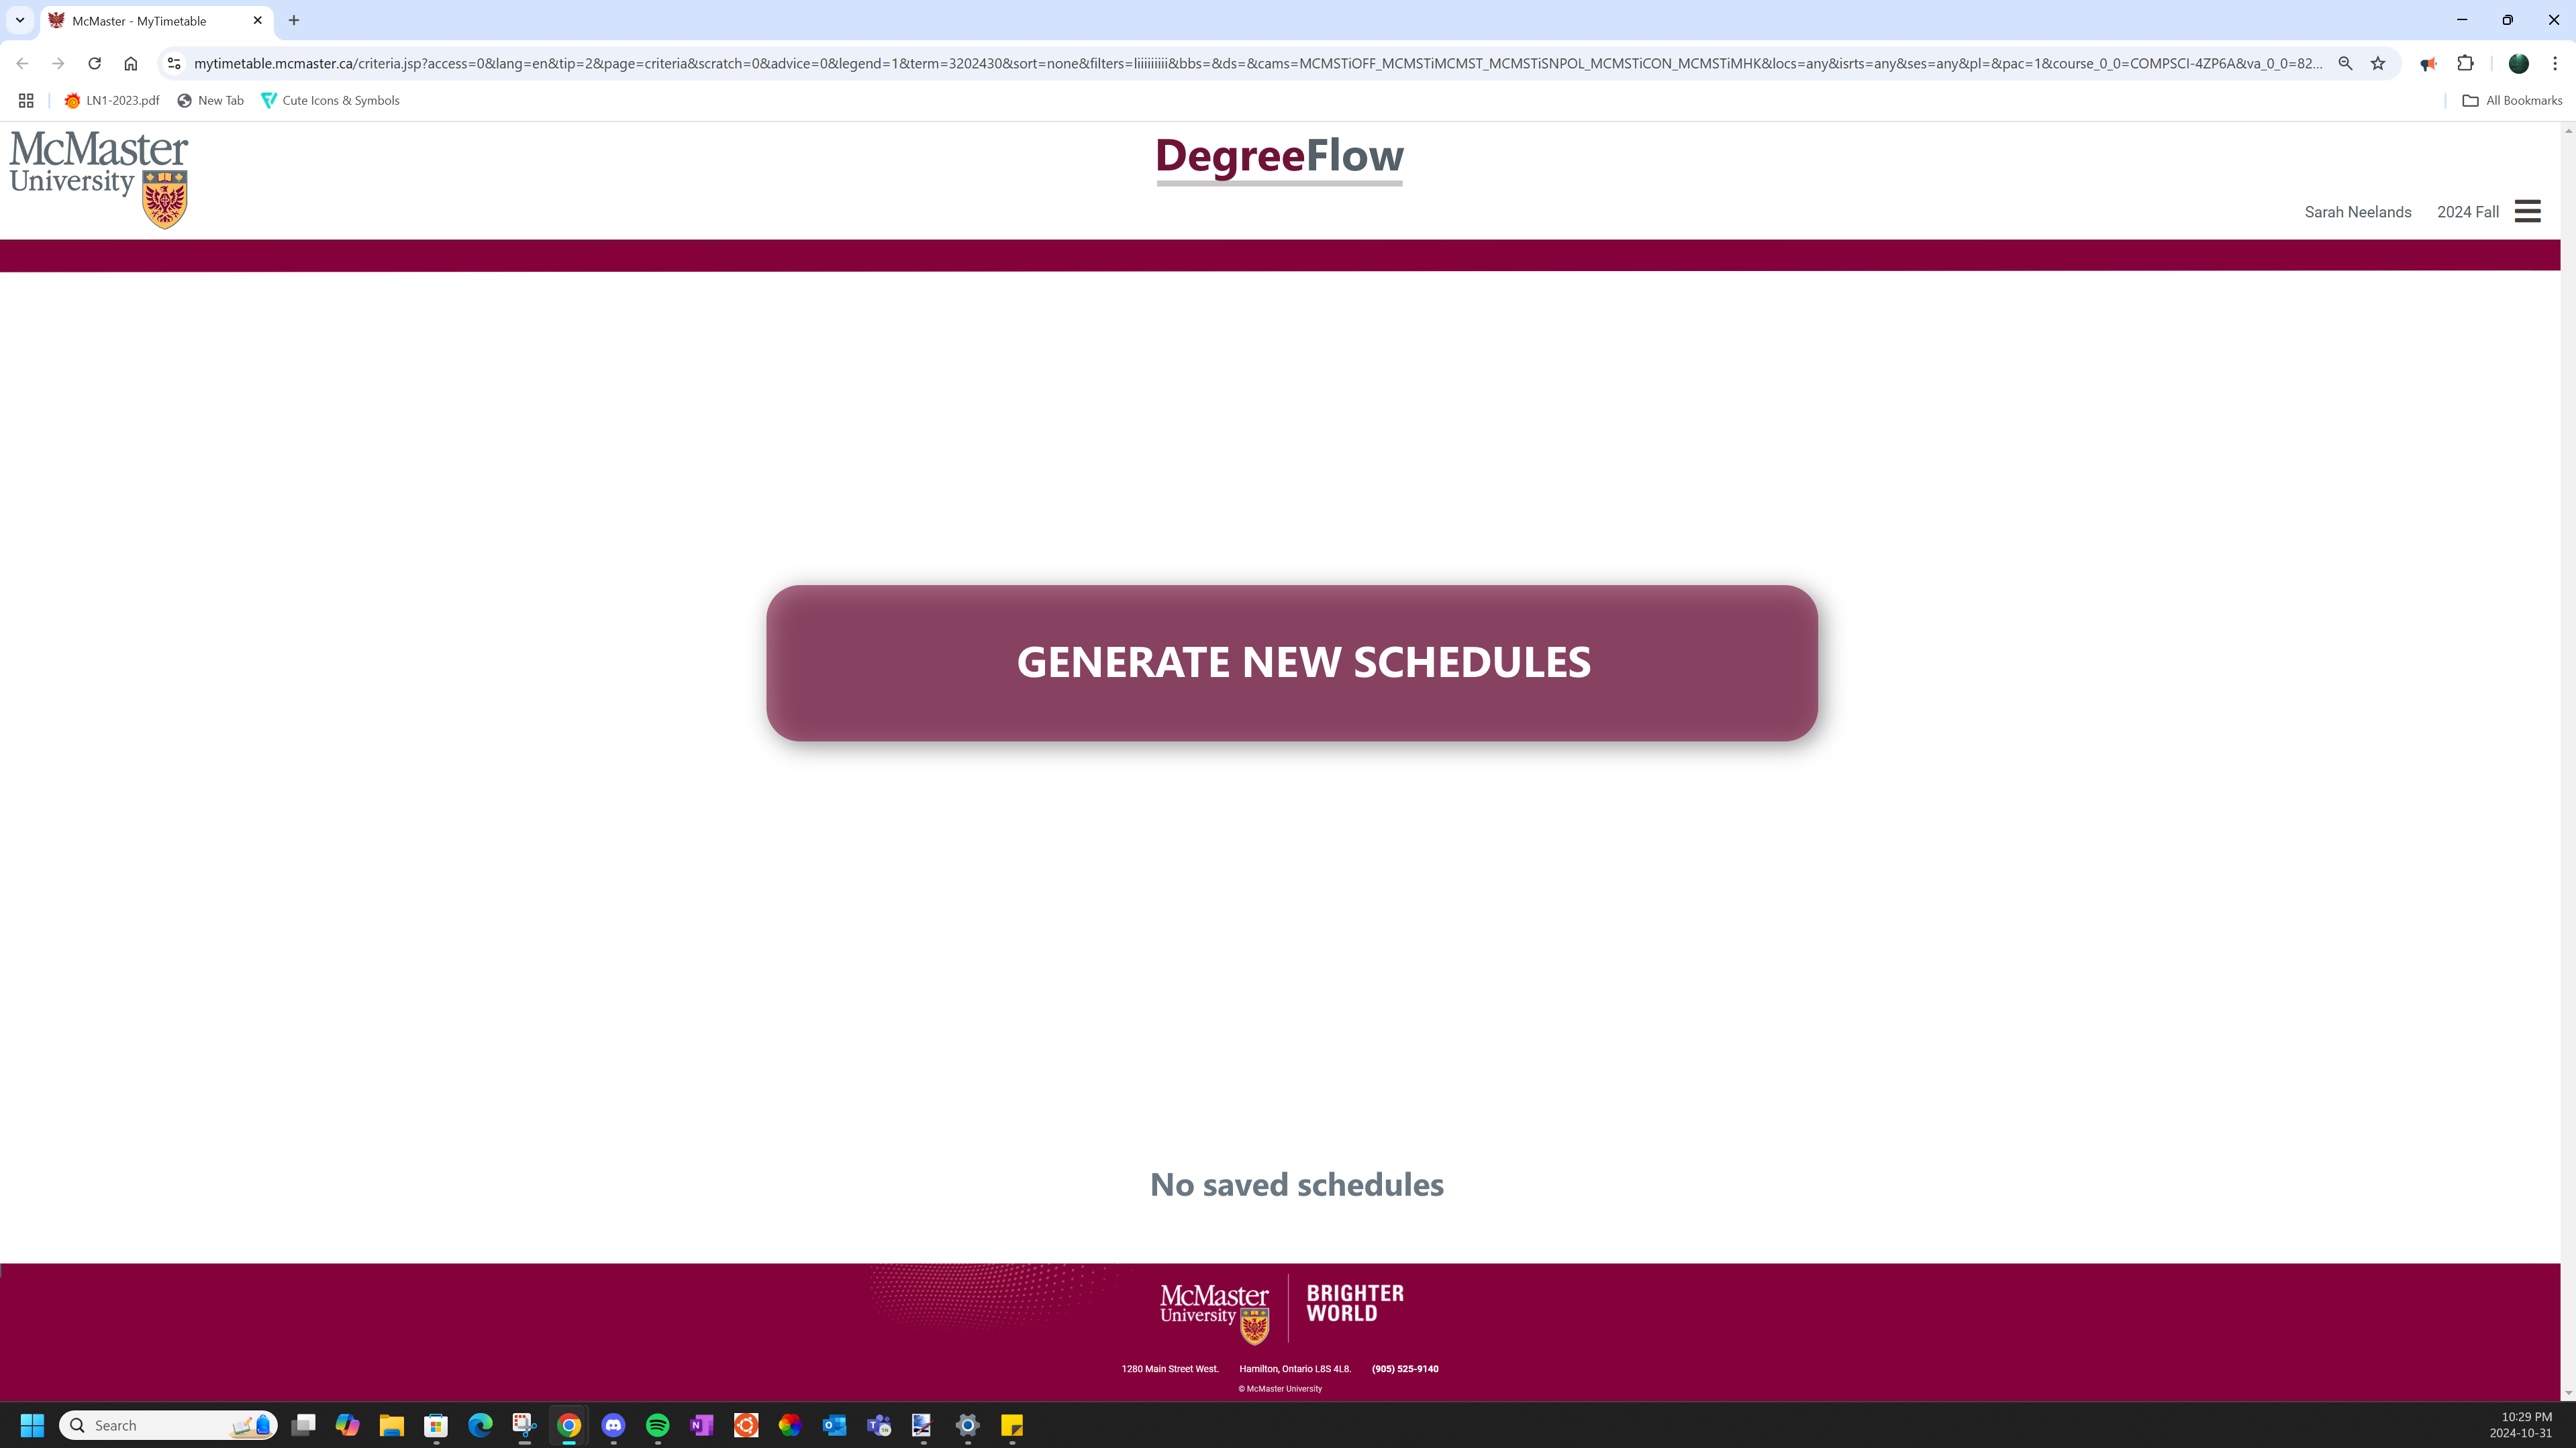 McMaster - MyTimetable
mytimetable.mcmaster.ca/criteria.jsp?access=0&lang=en&tip=2&page=criteria&scratch=0&advice=0&legend=1&term=3202430&sort=none&filters=liiiiiiiii&bbs=&ds=&cams=MCMSTiOFF_MCMSTiMCMST_MCMSTiSNPOL_MCMSTiCON_MCMSTiMHK&locs=any&isrts=any&ses=any&pl=&pac=1&course_0_0=COMPSCI-4ZP6A&va_0_0=82...
LN1-2023.pdf New Tab Cute Icons & Symbols All Bookmarks
McMaster
University
DegreeFlow
Sarah Neelands 2024 Fall
GENERATE NEW SCHEDULES
No saved schedules
McMaster
University
BRIGHTER
WORLD
1280 Main Street West. Hamilton, Ontario L8S 4L8. (905) 525-9140
© McMaster University
Search
10:29 PM
2024-10-31